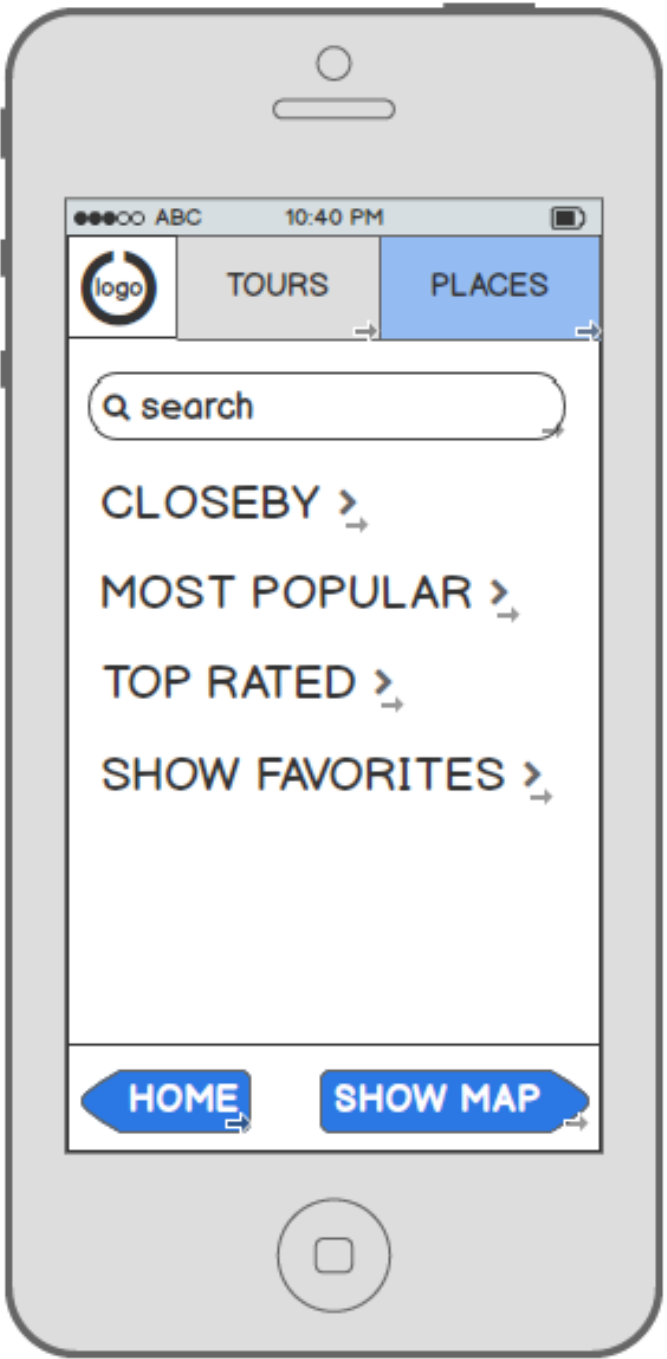 ABC 10:40 PM
logo TOURS PLACES
search
CLOSEBY
MOST POPULAR
TOP RATED
SHOW FAVORITES
HOME SHOW MAP